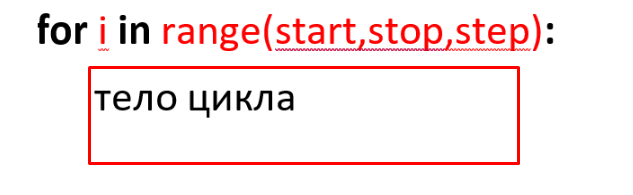 for i in range(start,stop,step):
тело цикла